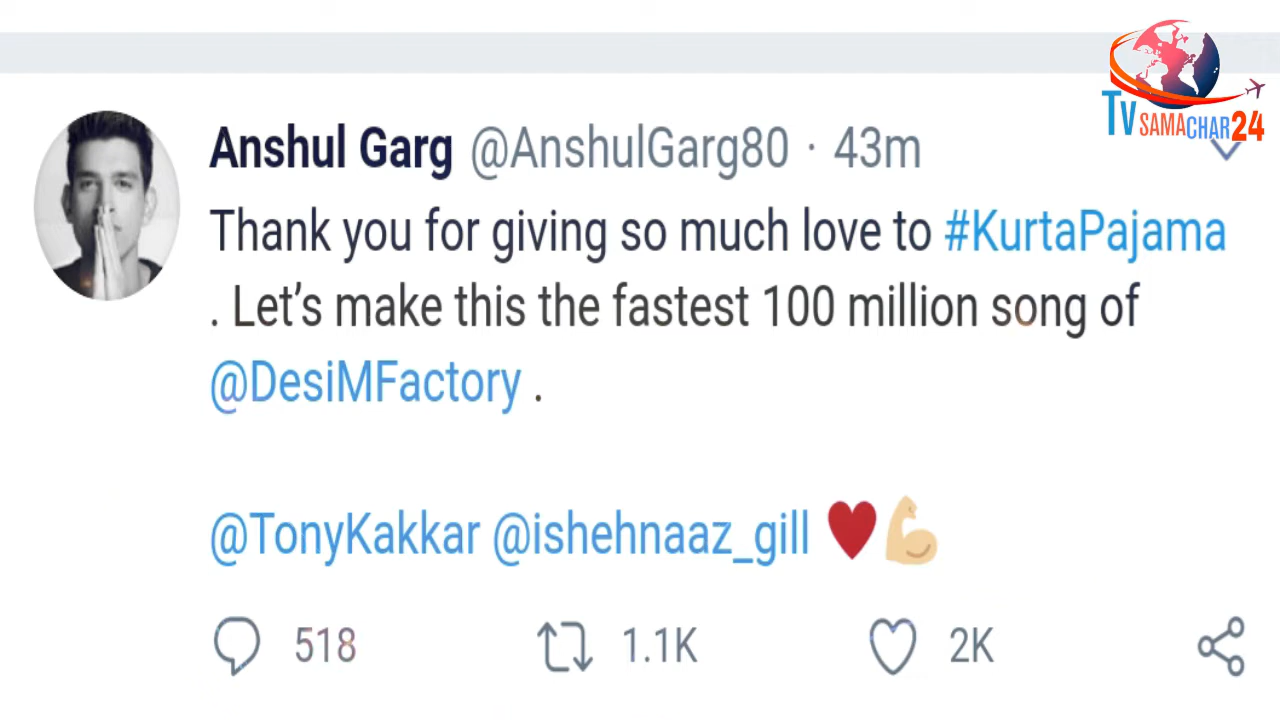 TV SAMACHAR24
Anshul Garg @AnshulGarg80 · 43m
Thank you for giving so much love to #KurtaPajama
. Let’s make this the fastest 100 million song of
@DesiMFactory .
@TonyKakkar @ishehnaaz_gill ❤️💪🏼
518 1.1K 2K